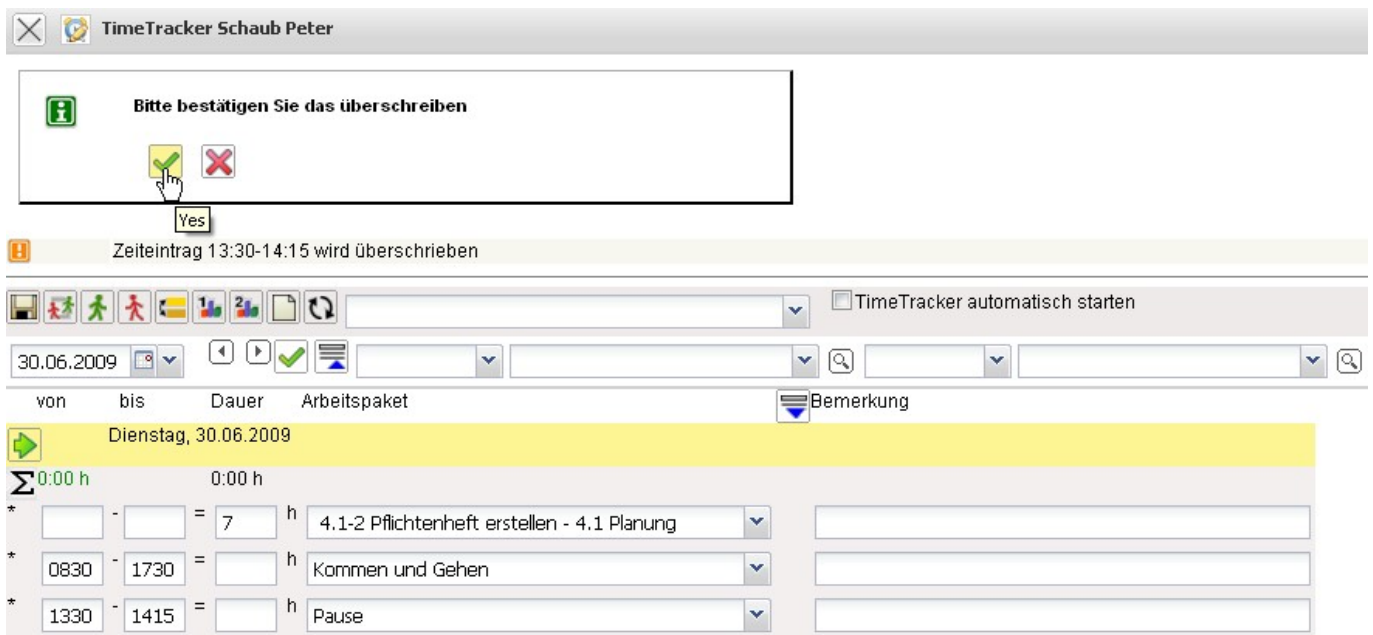 TimeTracker Schaub Peter
Bitte bestätigen Sie das überschreiben
Yes
Zeiteintrag 13:30-14:15 wird überschrieben
1 2 TimeTracker automatisch starten
30.06.2009
von bis Dauer Arbeitspaket Bemerkung
Dienstag, 30.06.2009
Σ 0:00 h 0:00 h
* - = 7 h 4.1-2 Pflichtenheft erstellen - 4.1 Planung
* 0830 - 1730 = h Kommen und Gehen
* 1330 - 1415 = h Pause